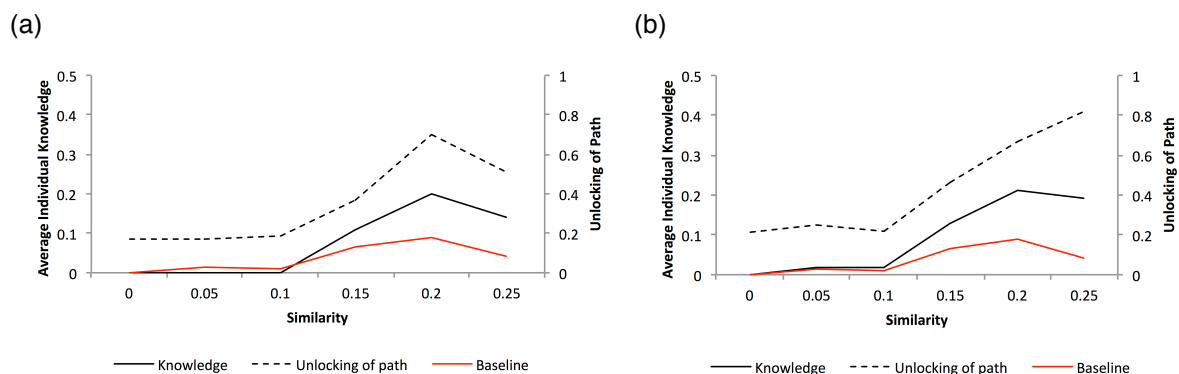 (a)
Average Individual Knowledge
0.5
0.4
0.3
0.2
0.1
0
1
0.8
0.6
0.4
0.2
0
Unlocking of Path
0 0.05 0.1 0.15 0.2 0.25
Similarity
Knowledge Unlocking of path Baseline
(b)
Average Individual Knowledge
0.5
0.4
0.3
0.2
0.1
0
1
0.8
0.6
0.4
0.2
0
Unlocking of Path
0 0.05 0.1 0.15 0.2 0.25
Similarity
Knowledge Unlocking of path Baseline